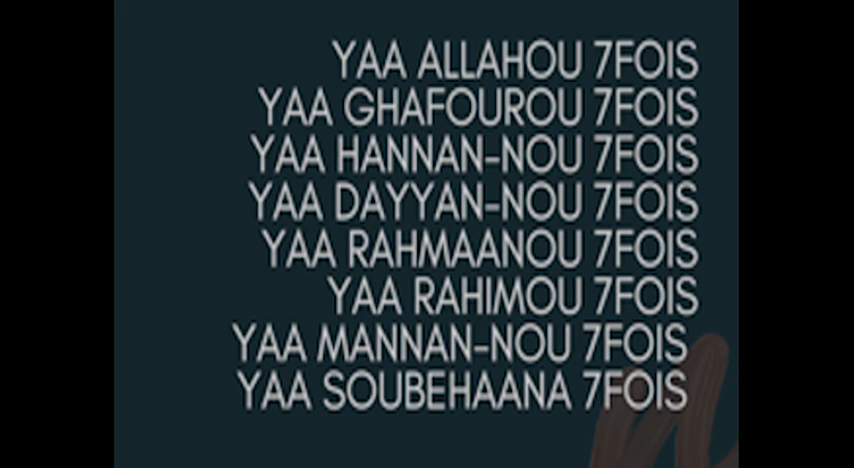 YAA ALLAHOU 7FOIS
YAA GHAFOUROU 7FOIS
YAA HANNAN-NOU 7FOIS
YAA DAYYAN-NOU 7FOIS
YAA RAHMAANOU 7FOIS
YAA RAHIMOU 7FOIS
YAA MANNAN-NOU 7FOIS
YAA SOUBEHAANA 7FOIS